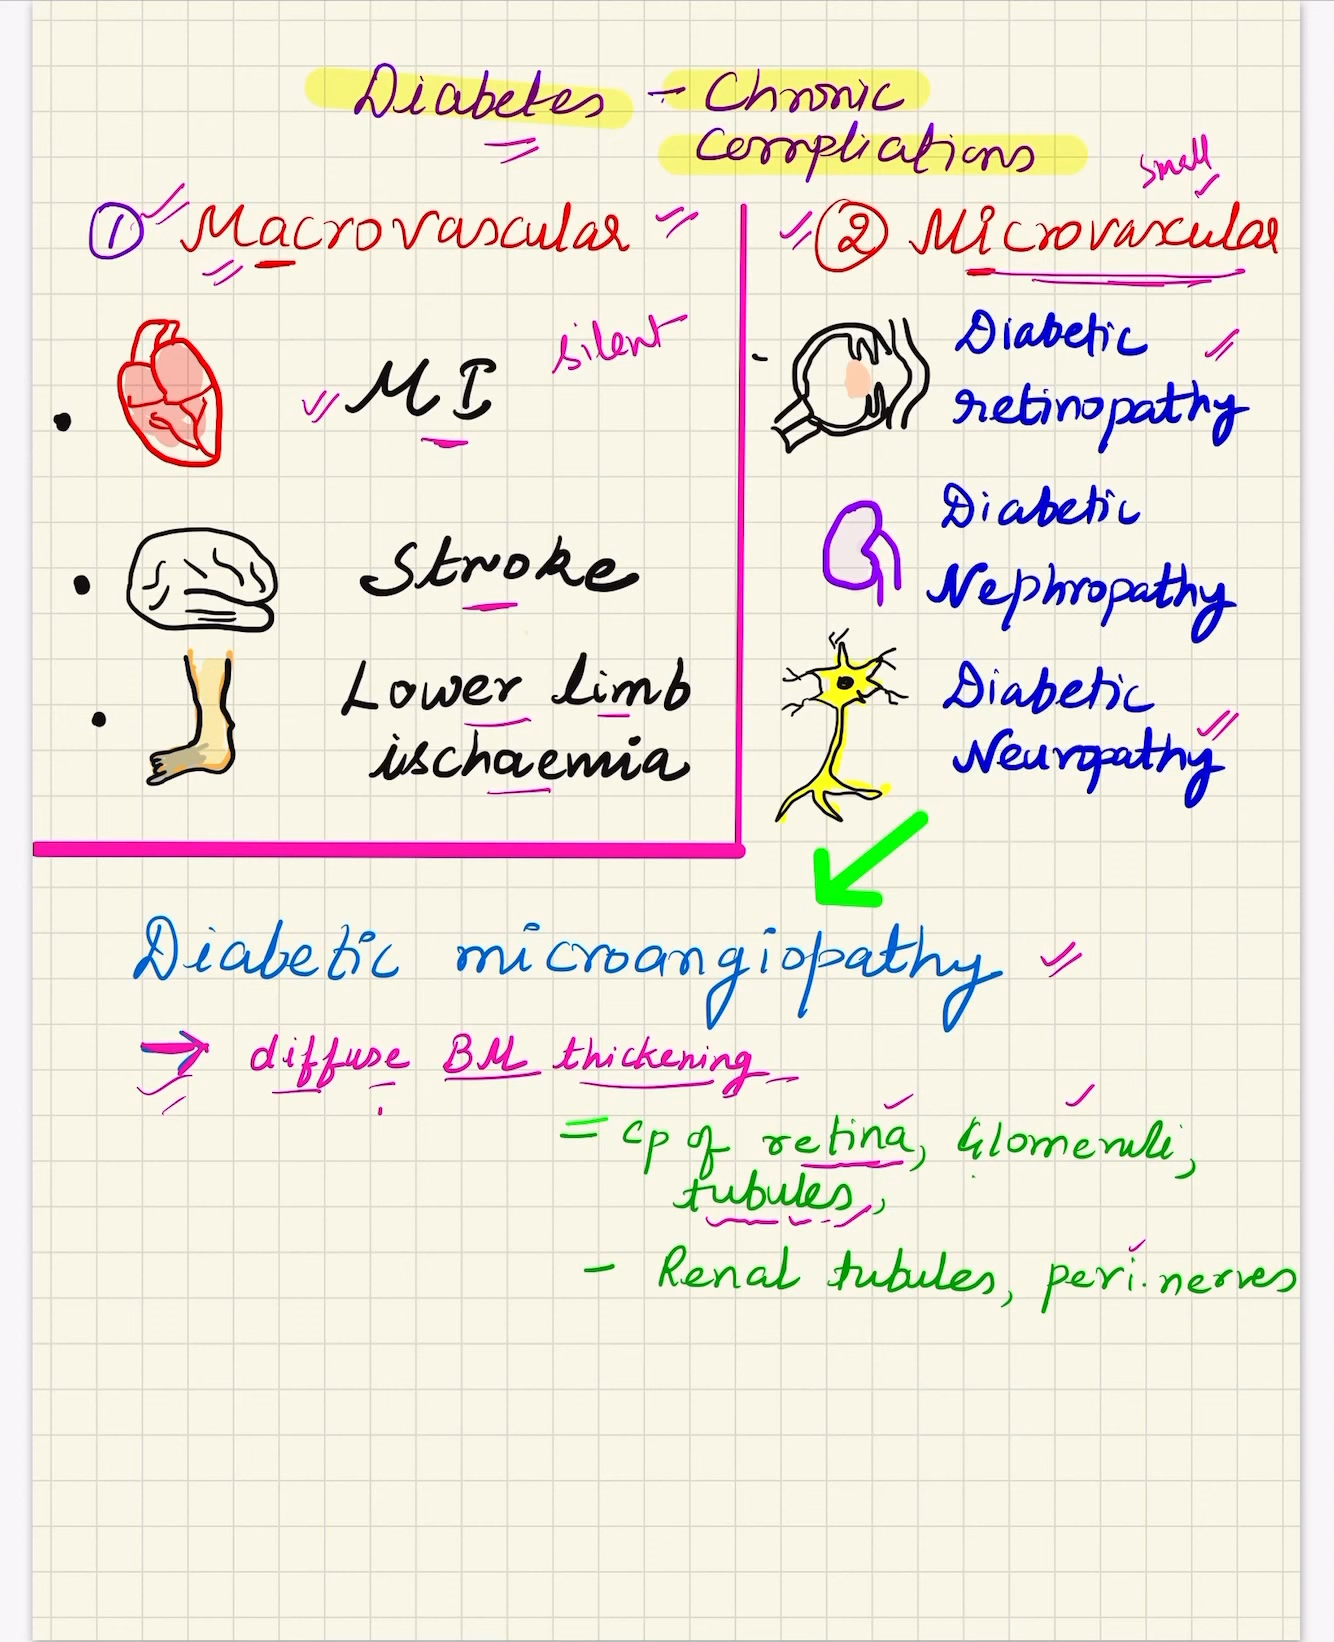 Diabetes - Chronic
Complications
① Macrovascular
MI silent
Stroke
Lower limb
ischaemia
small
② Microvascular
Diabetic
retinopathy
Diabetic
Nephropathy
Diabetic
Neuropathy
Diabetic microangiopathy
→ diffuse BM thickening
= cp of retina, Glomeruli,
tubules,
- Renal tubules, peri.nerves